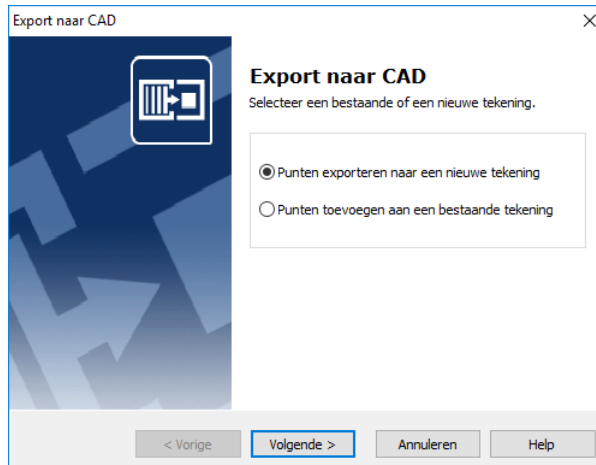 Export naar CAD
Export naar CAD
Selecteer een bestaande of een nieuwe tekening.
Punten exporteren naar een nieuwe tekening
Punten toevoegen aan een bestaande tekening
< Vorige
Volgende >
Annuleren
Help